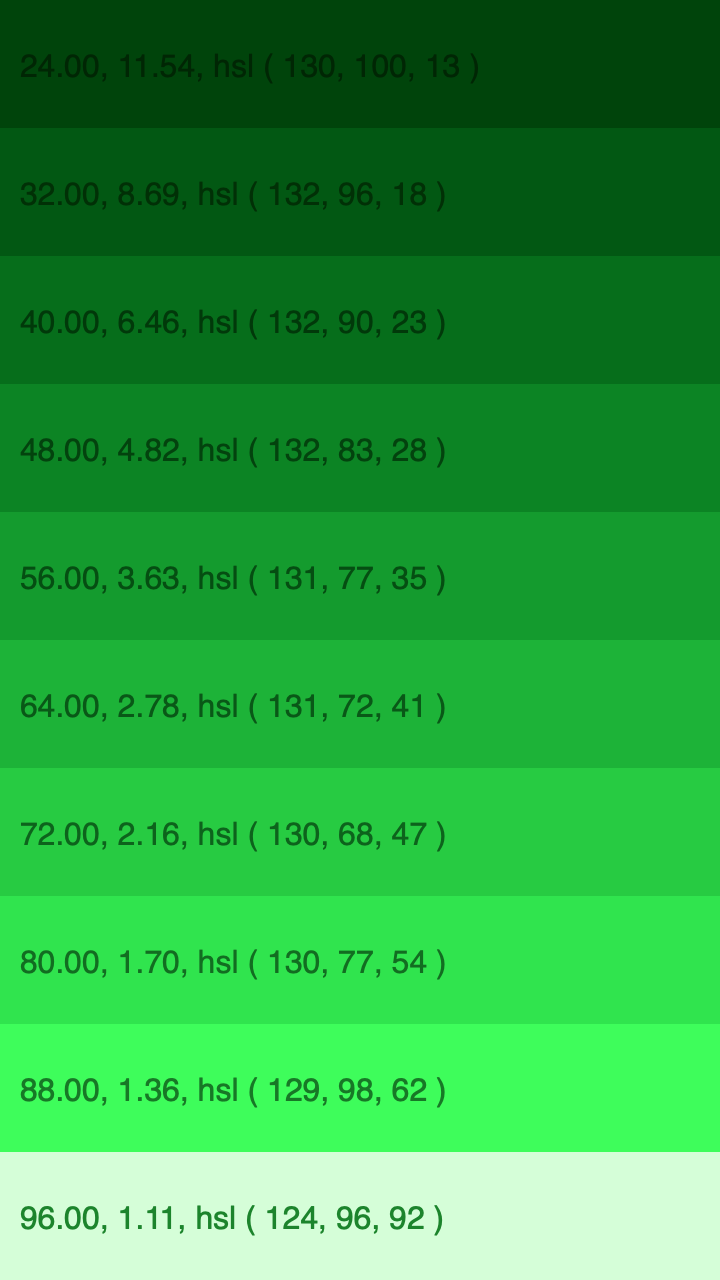 24.00, 11.54, hsl ( 130, 100, 13 )
32.00, 8.69, hsl ( 132, 96, 18 )
40.00, 6.46, hsl ( 132, 90, 23 )
48.00, 4.82, hsl ( 132, 83, 28 )
56.00, 3.63, hsl ( 131, 77, 35 )
64.00, 2.78, hsl ( 131, 72, 41 )
72.00, 2.16, hsl ( 130, 68, 47 )
80.00, 1.70, hsl ( 130, 77, 54 )
88.00, 1.36, hsl ( 129, 98, 62 )
96.00, 1.11, hsl ( 124, 96, 92 )